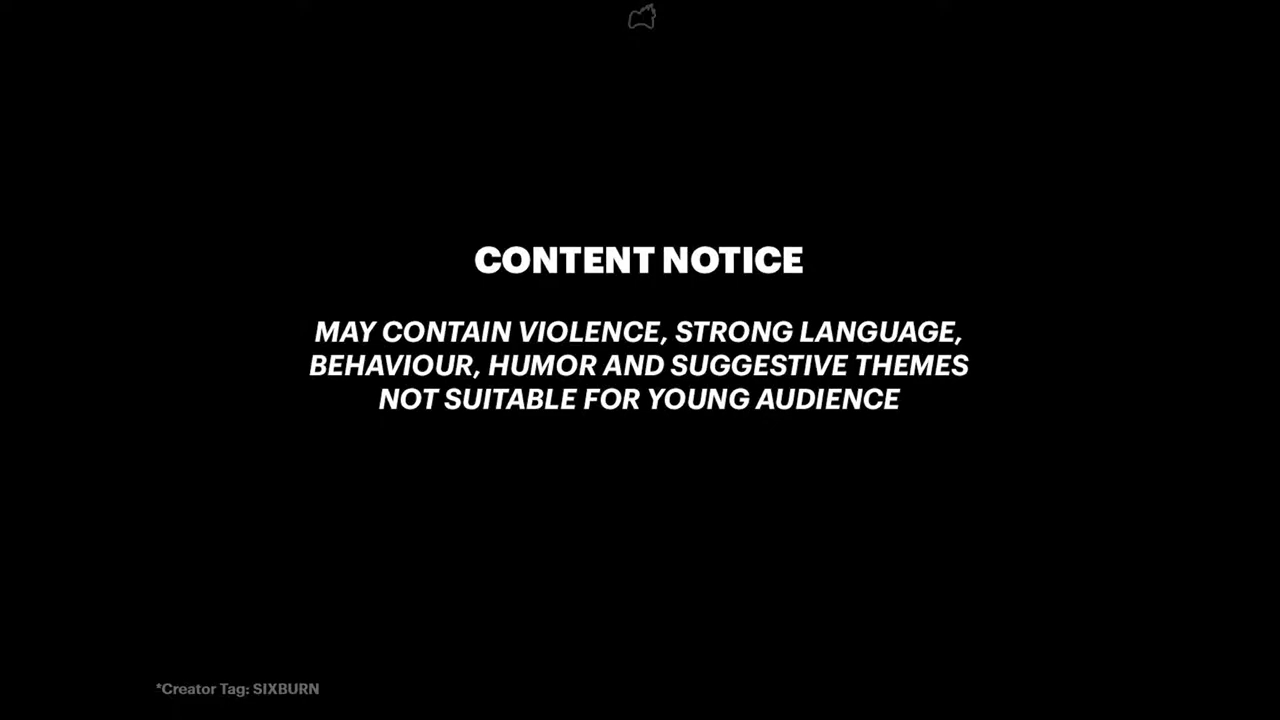 CONTENT NOTICE
MAY CONTAIN VIOLENCE, STRONG LANGUAGE,
BEHAVIOUR, HUMOR AND SUGGESTIVE THEMES
NOT SUITABLE FOR YOUNG AUDIENCE
*Creator Tag: SIXBURN